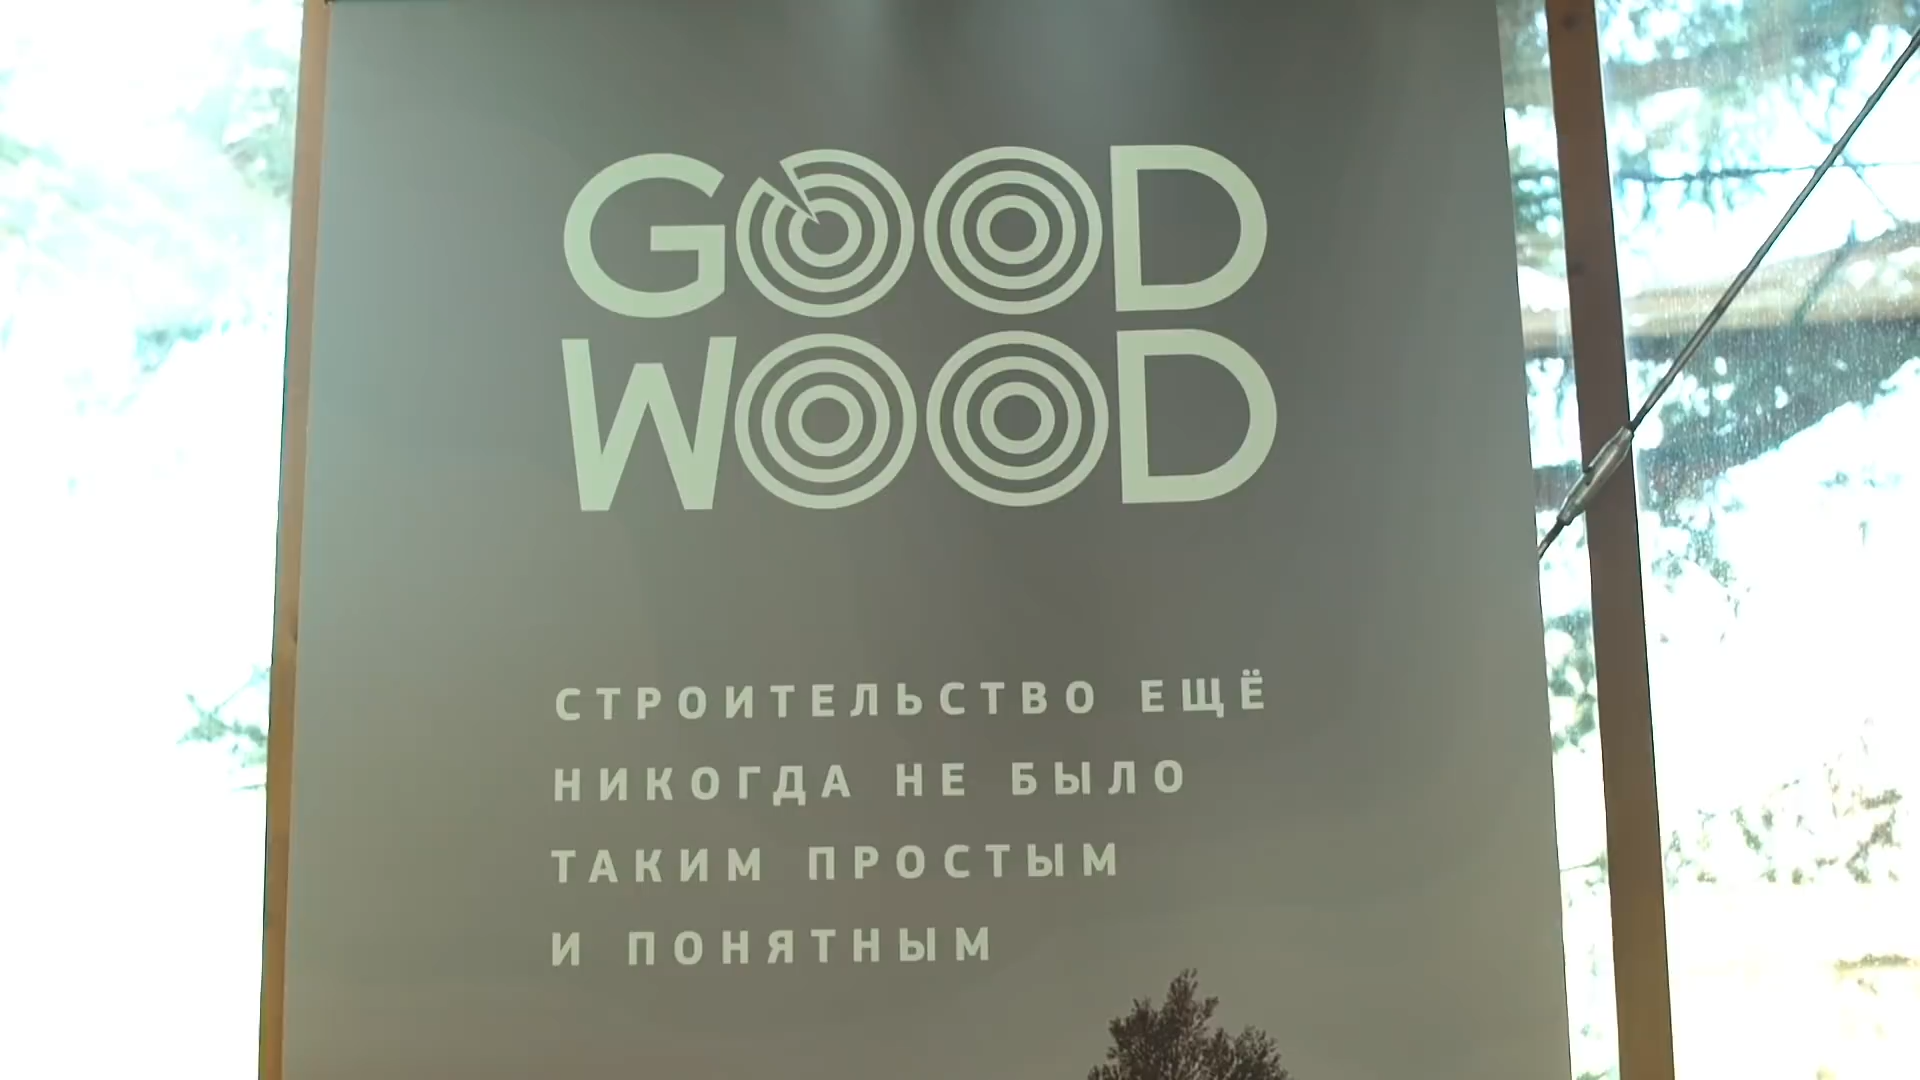 GOOD
WOOD
СТРОИТЕЛЬСТВО ЕЩЁ
НИКОГДА НЕ БЫЛО
ТАКИМ ПРОСТЫМ
И ПОНЯТНЫМ